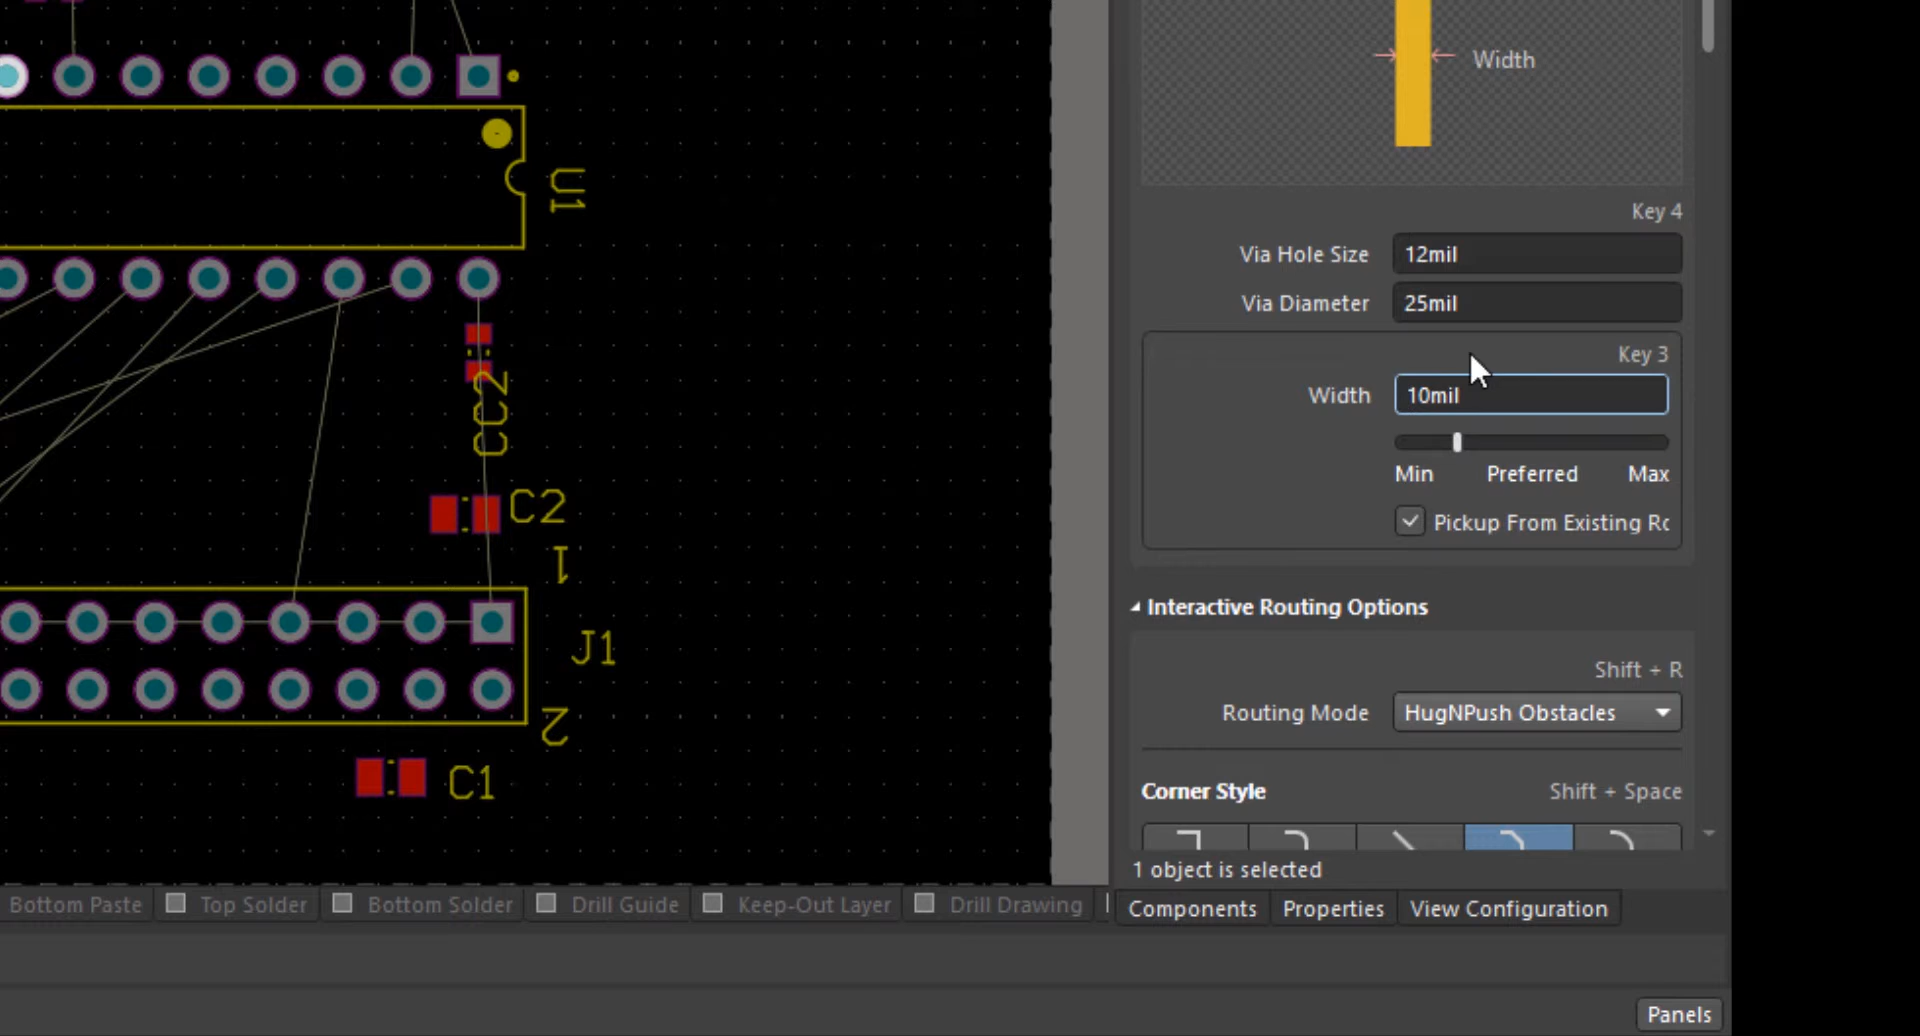 Width
Key 4
U1
Via Hole Size 12mil
Via Diameter 25mil
Key 3
Width 10mil
Min Preferred Max
Pickup From Existing Rc
C2
1
Interactive Routing Options
J1
Shift + R
Routing Mode HugNPush Obstacles
2
C1
Corner Style Shift + Space
1 object is selected
Bottom Paste Top Solder Bottom Solder Drill Guide Keep-Out Layer Drill Drawing
Components Properties View Configuration
Panels